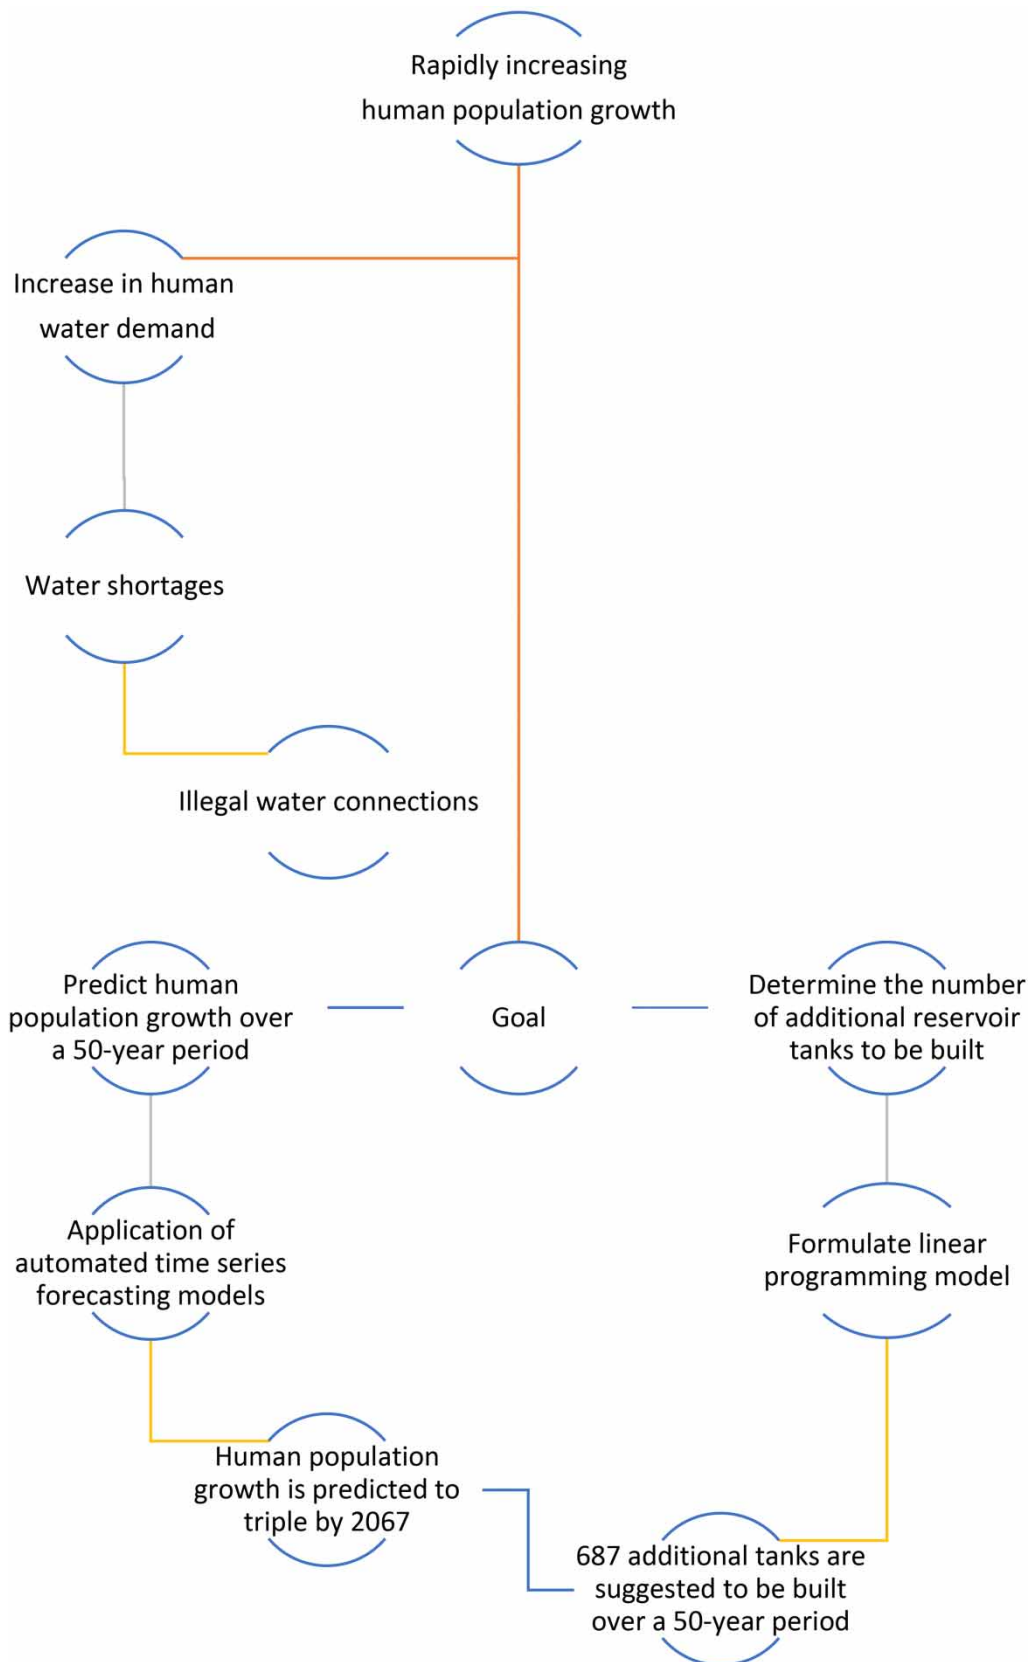 Rapidly increasing
human population growth
Increase in human
water demand
Water shortages
Illegal water connections
Predict human
population growth over
a 50-year period
Goal
Determine the number
of additional reservoir
tanks to be built
Application of
automated time series
forecasting models
Formulate linear
programming model
Human population
growth is predicted to
triple by 2067
687 additional tanks are
suggested to be built
over a 50-year period